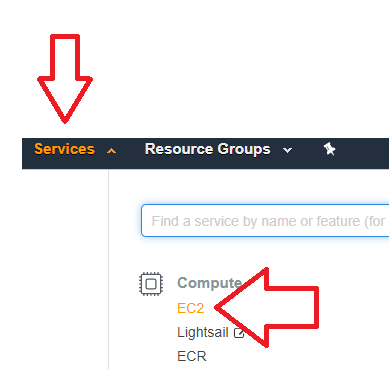 Services Resource Groups
Find a service by name or feature (for
Compute
EC2
Lightsail
ECR